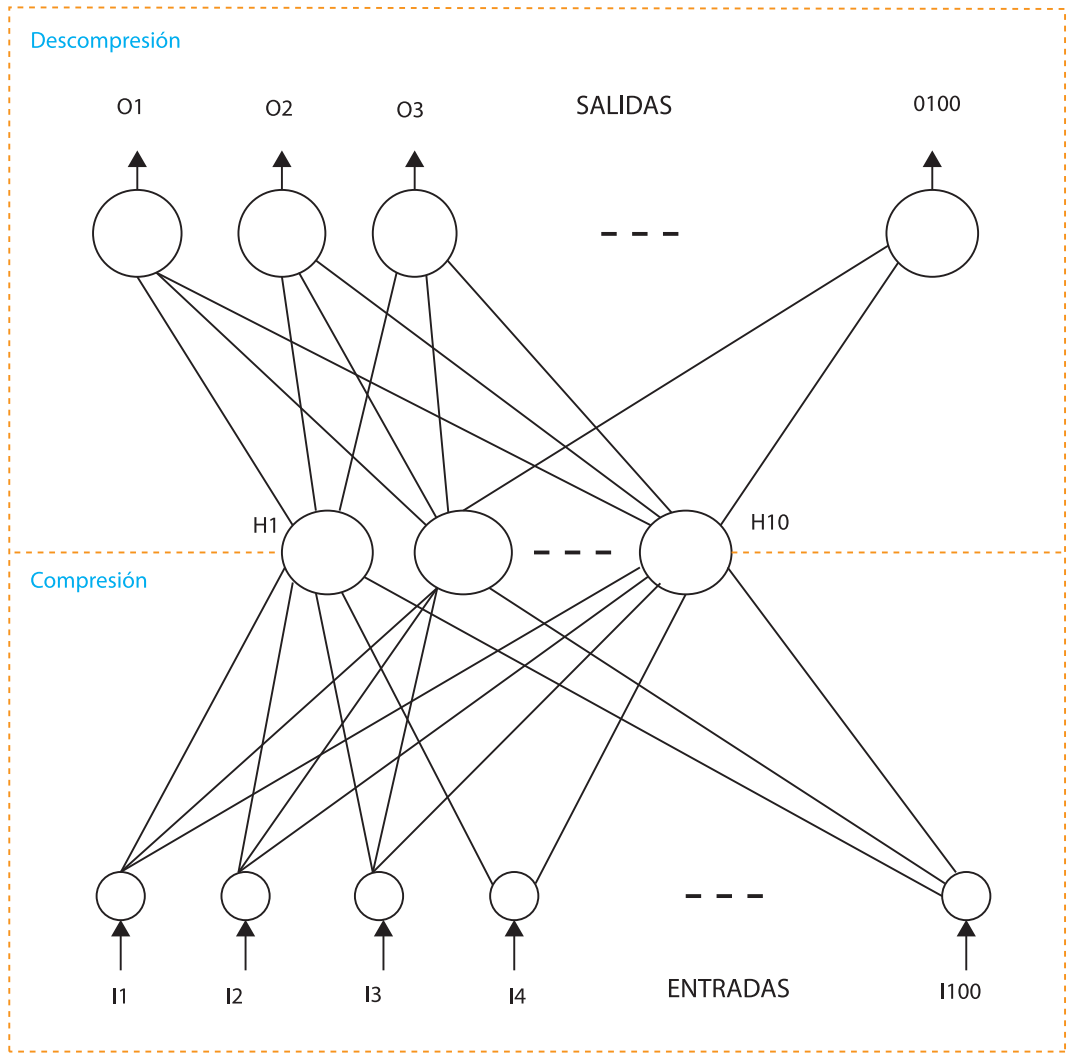 Descompresión
O1 O2 O3 SALIDAS 0100
H1 H10
Compresión
I1 I2 I3 I4 ENTRADAS I100